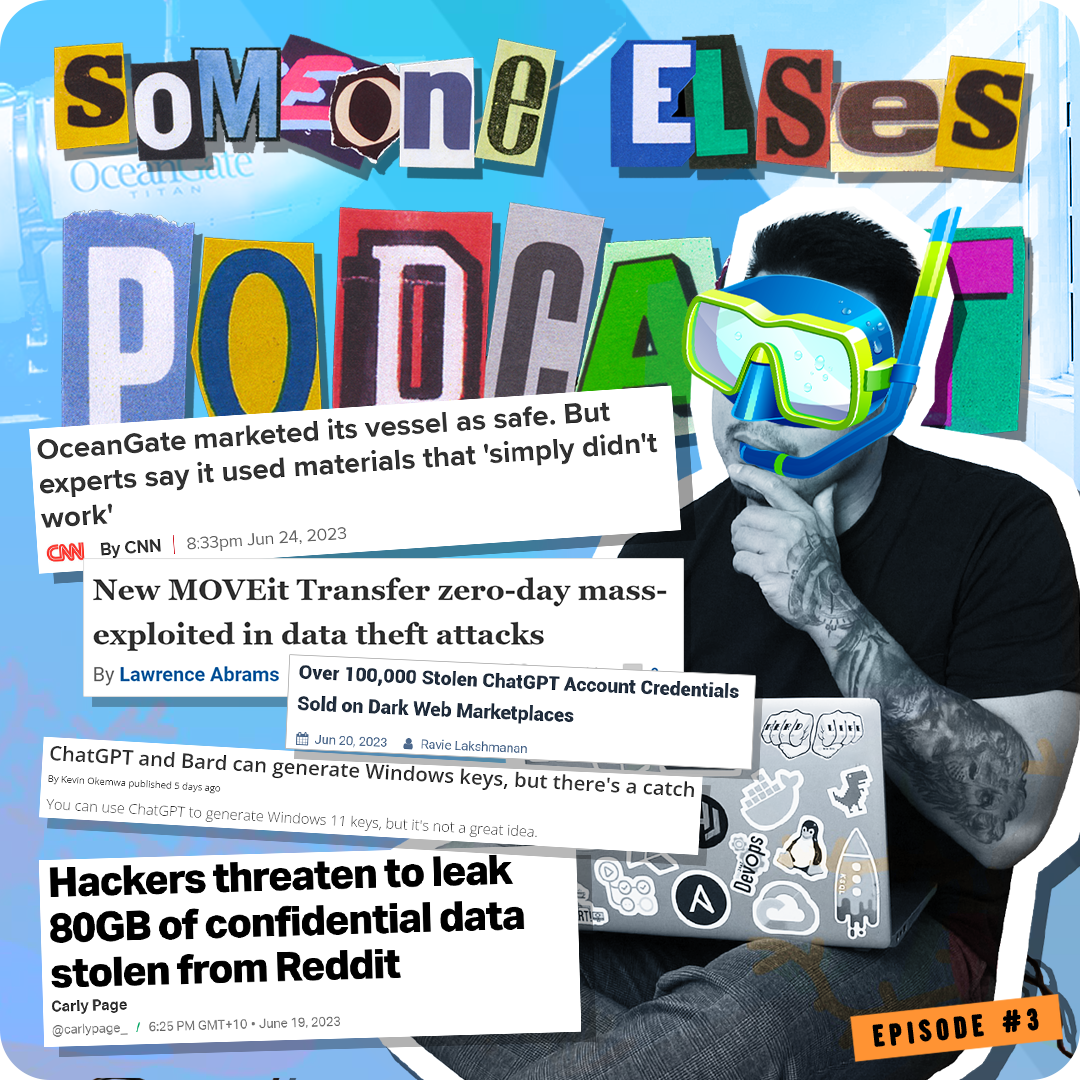 SoMEone ELSes
OceanGate
TITAN
PODCAST
OceanGate marketed its vessel as safe. But
experts say it used materials that 'simply didn't
work'
CNN By CNN | 8:33pm Jun 24, 2023
New MOVEit Transfer zero-day mass-
exploited in data theft attacks
By Lawrence Abrams
Over 100,000 Stolen ChatGPT Account Credentials
Sold on Dark Web Marketplaces
Jun 20, 2023 Ravie Lakshmanan
ChatGPT and Bard can generate Windows keys, but there's a catch
By Kevin Okemwa published 5 days ago
You can use ChatGPT to generate Windows 11 keys, but it's not a great idea.
DevOps
Hackers threaten to leak
80GB of confidential data
stolen from Reddit
Carly Page
@carlypage_ / 6:25 PM GMT+10 • June 19, 2023
EPISODE #3